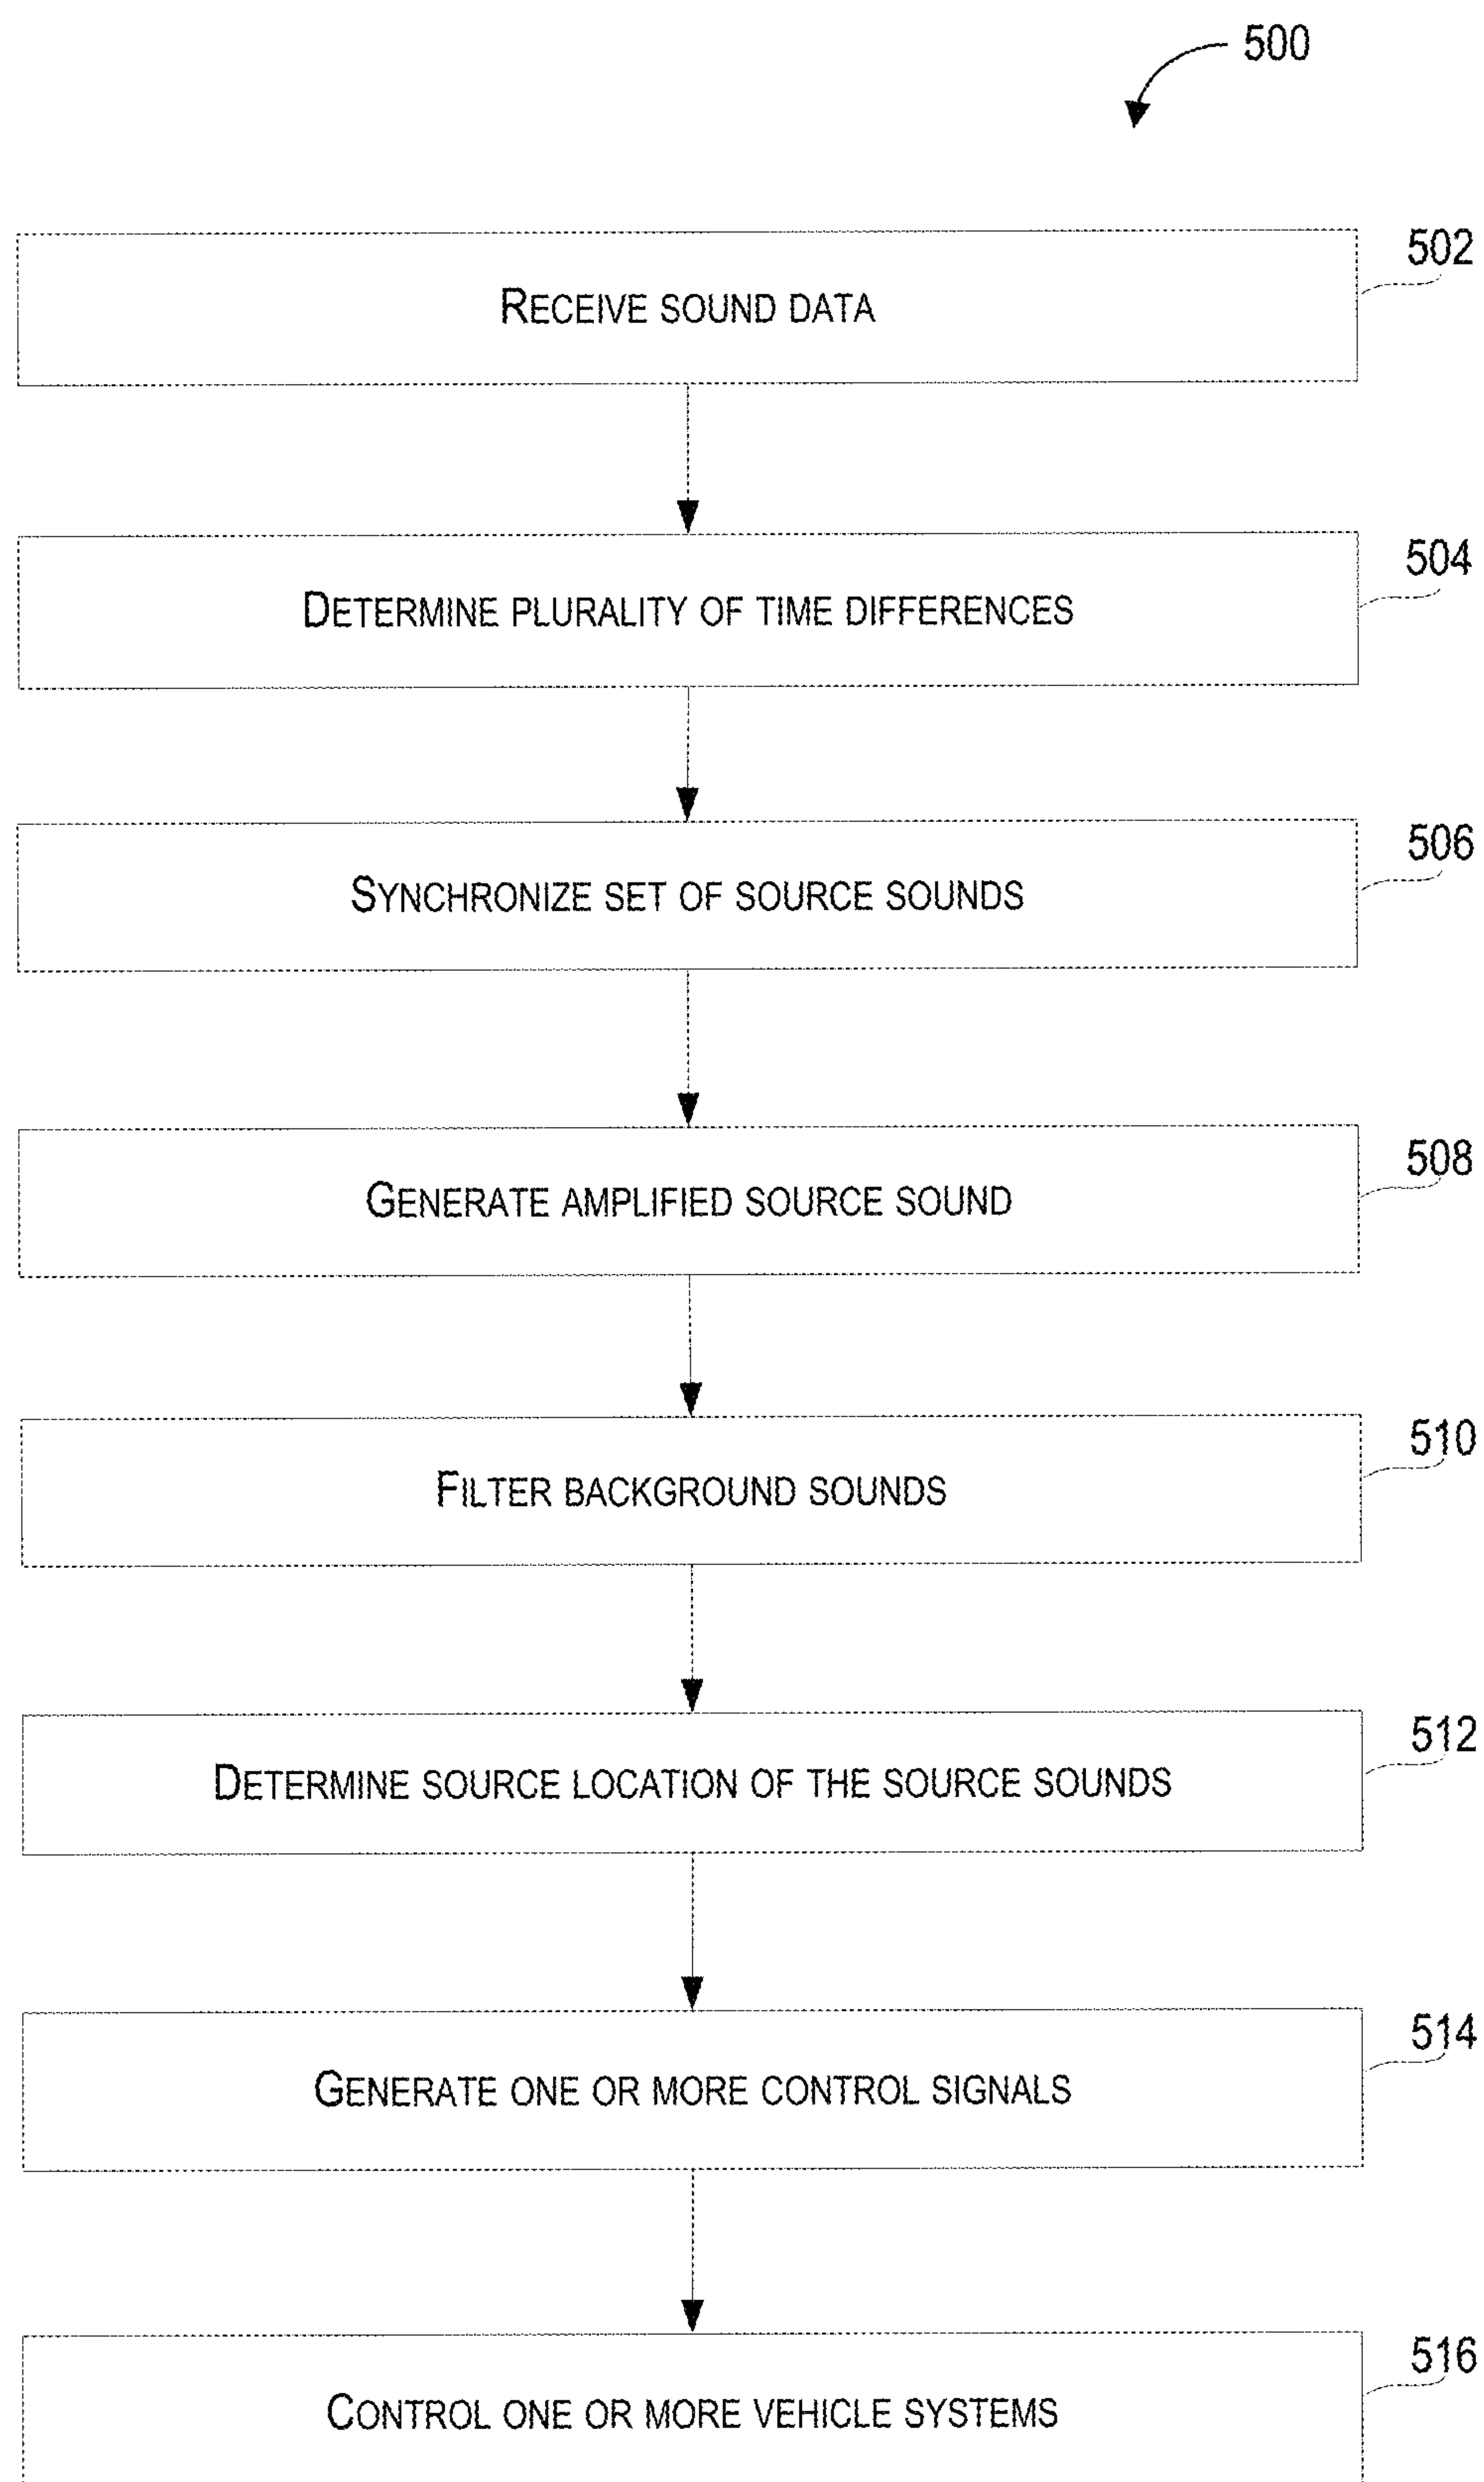 500
502
RECEIVE SOUND DATA
504
DETERMINE PLURALITY OF TIME DIFFERENCES
506
SYNCHRONIZE SET OF SOURCE SOUNDS
508
GENERATE AMPLIFIED SOURCE SOUND
510
FILTER BACKGROUND SOUNDS
512
DETERMINE SOURCE LOCATION OF THE SOURCE SOUNDS
514
GENERATE ONE OR MORE CONTROL SIGNALS
516
CONTROL ONE OR MORE VEHICLE SYSTEMS